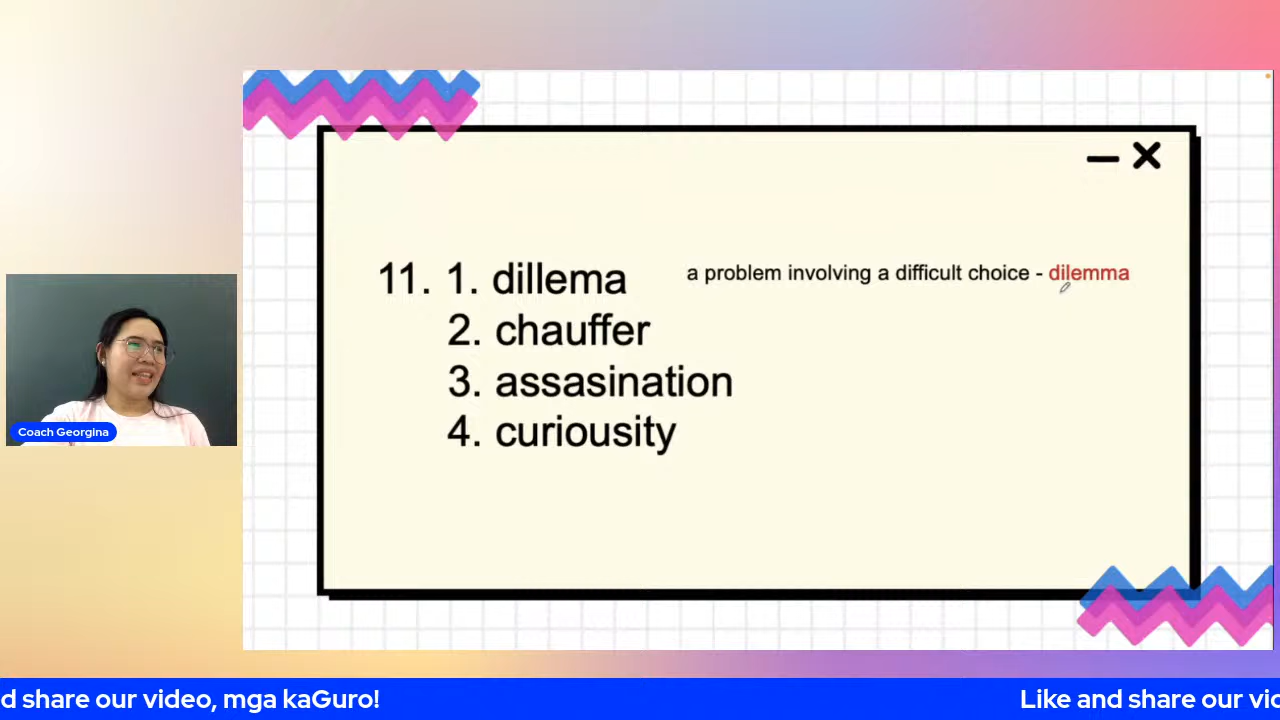 11. 1. dillema
a problem involving a difficult choice - dilemma
2. chauffer
3. assasination
4. curiousity
Coach Georgina
d share our video, mga kaGuro!
Like and share our vid